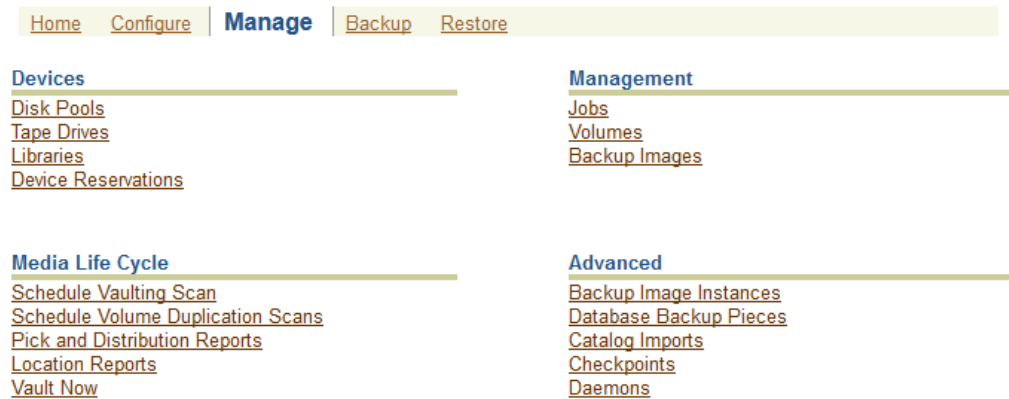 Home Configure Manage Backup Restore
Devices
Disk Pools
Tape Drives
Libraries
Device Reservations
Management
Jobs
Volumes
Backup Images
Media Life Cycle
Schedule Vaulting Scan
Schedule Volume Duplication Scans
Pick and Distribution Reports
Location Reports
Vault Now
Advanced
Backup Image Instances
Database Backup Pieces
Catalog Imports
Checkpoints
Daemons